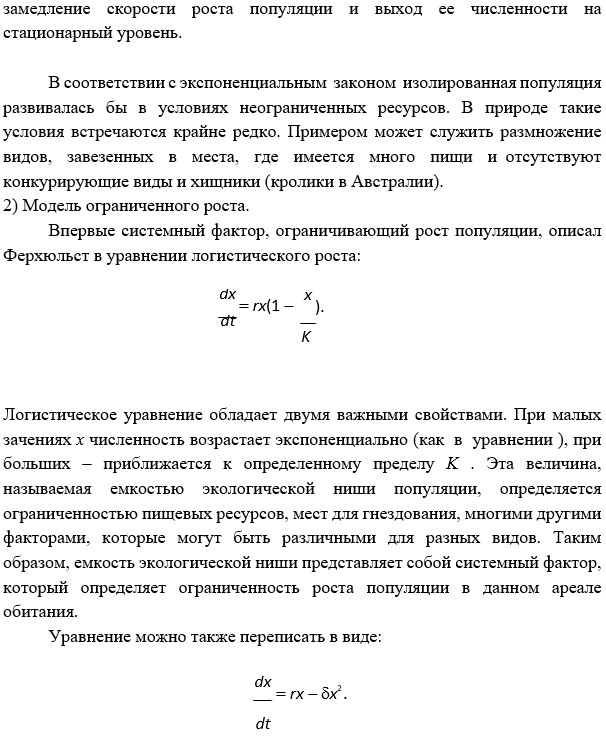 замедление скорости роста популяции и выход ее численности на
стационарный уровень.
В соответствии с экспоненциальным законом изолированная популяция
развивалась бы в условиях неограниченных ресурсов. В природе такие
условия встречаются крайне редко. Примером может служить размножение
видов, завезенных в места, где имеется много пищи и отсутствуют
конкурирующие виды и хищники (кролики в Австралии).
2) Модель ограниченного роста.
Впервые системный фактор, ограничивающий рост популяции, описал
Ферхюльст в уравнении логистического роста:
dx/dt = rx(1 – x/K).
Логистическое уравнение обладает двумя важными свойствами. При малых
зачениях x численность возрастает экспоненциально (как в уравнении ), при
больших – приближается к определенному пределу K . Эта величина,
называемая емкостью экологической ниши популяции, определяется
ограниченностью пищевых ресурсов, мест для гнездования, многими другими
факторами, которые могут быть различными для разных видов. Таким
образом, емкость экологической ниши представляет собой системный фактор,
который определяет ограниченность роста популяции в данном ареале
обитания.
Уравнение можно также переписать в виде:
dx/dt = rx – δx².